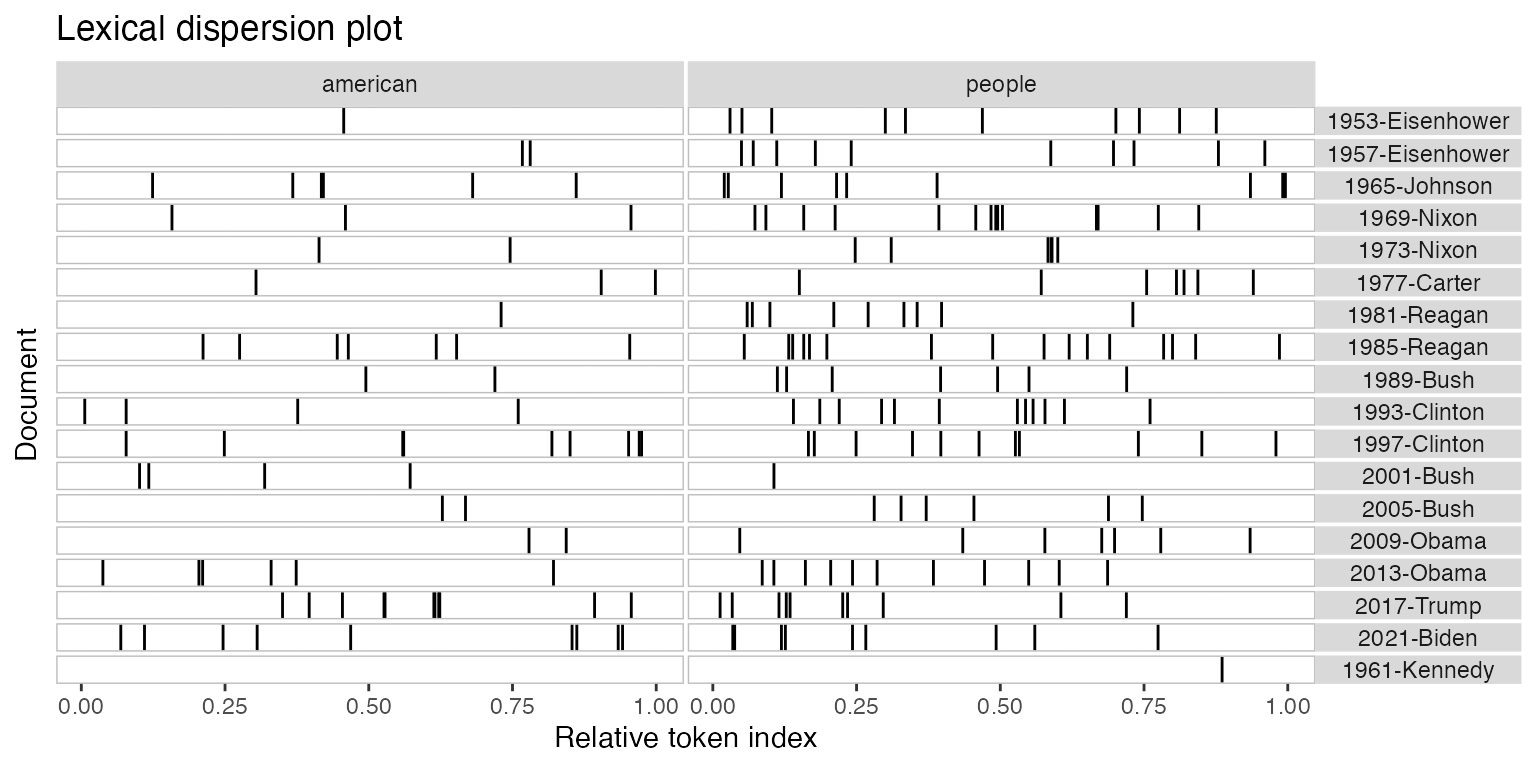 Lexical dispersion plot
american people
1953-Eisenhower
1957-Eisenhower
1965-Johnson
1969-Nixon
1973-Nixon
1977-Carter
1981-Reagan
1985-Reagan
1989-Bush
1993-Clinton
1997-Clinton
2001-Bush
2005-Bush
2009-Obama
2013-Obama
2017-Trump
2021-Biden
1961-Kennedy
Document
0.00 0.25 0.50 0.75 1.00 0.00 0.25 0.50 0.75 1.00
Relative token index